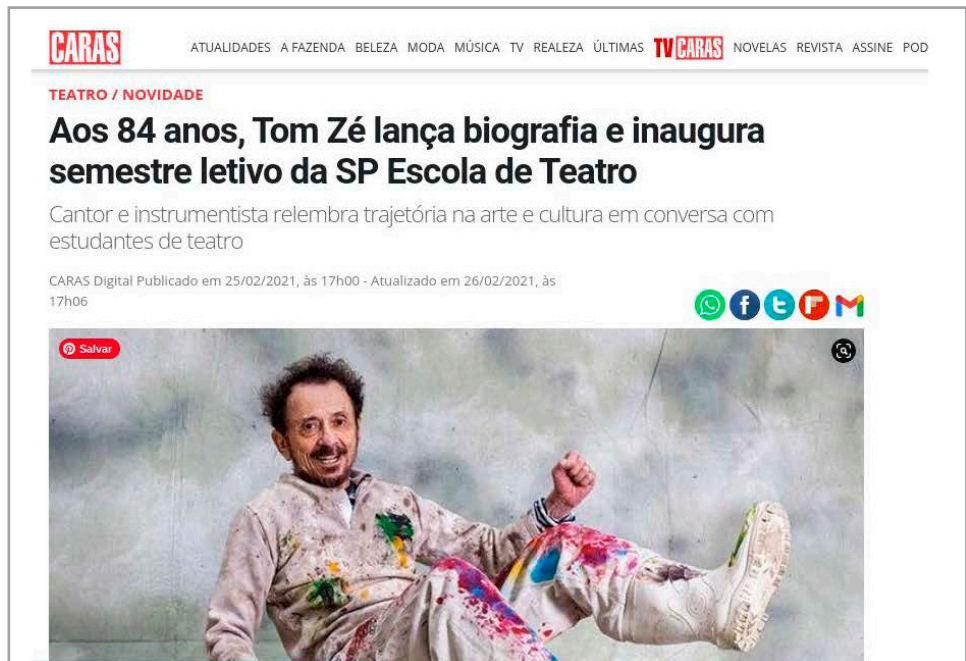 CARAS
ATUALIDADES A FAZENDA BELEZA MODA MÚSICA TV REALEZA ÚLTIMAS TV CARAS NOVELAS REVISTA ASSINE POD
TEATRO / NOVIDADE
Aos 84 anos, Tom Zé lança biografia e inaugura
semestre letivo da SP Escola de Teatro
Cantor e instrumentista relembra trajetória na arte e cultura em conversa com
estudantes de teatro
CARAS Digital Publicado em 25/02/2021, às 17h00 - Atualizado em 26/02/2021, às
17h06
Salvar